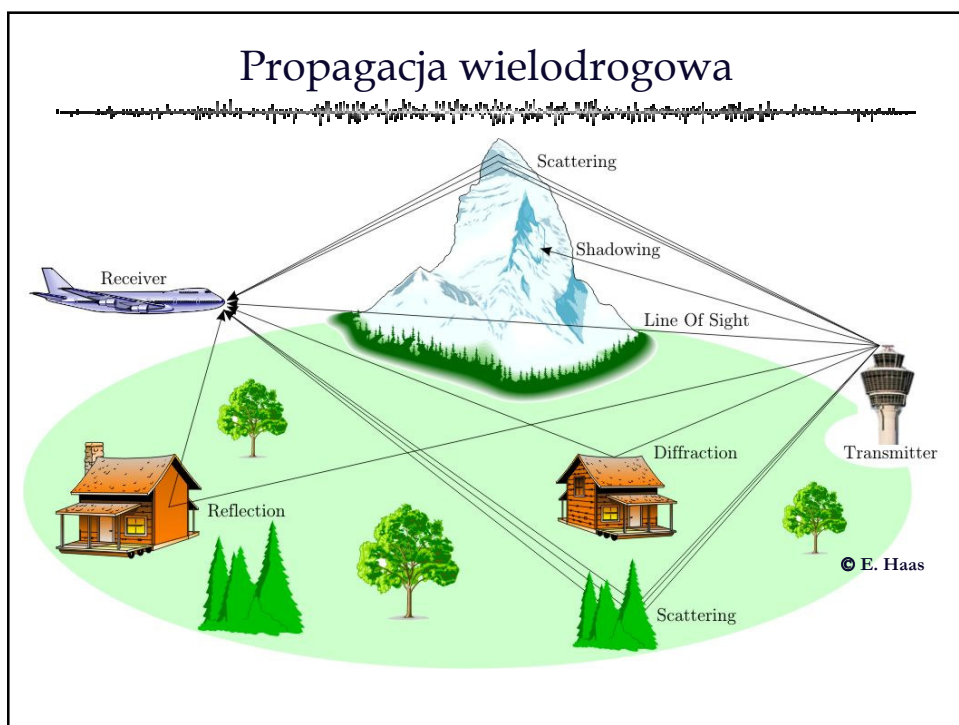 Propagacja wielodrogowa
Scattering
Shadowing
Receiver
Line Of Sight
Diffraction
Transmitter
Reflection
© E. Haas
Scattering